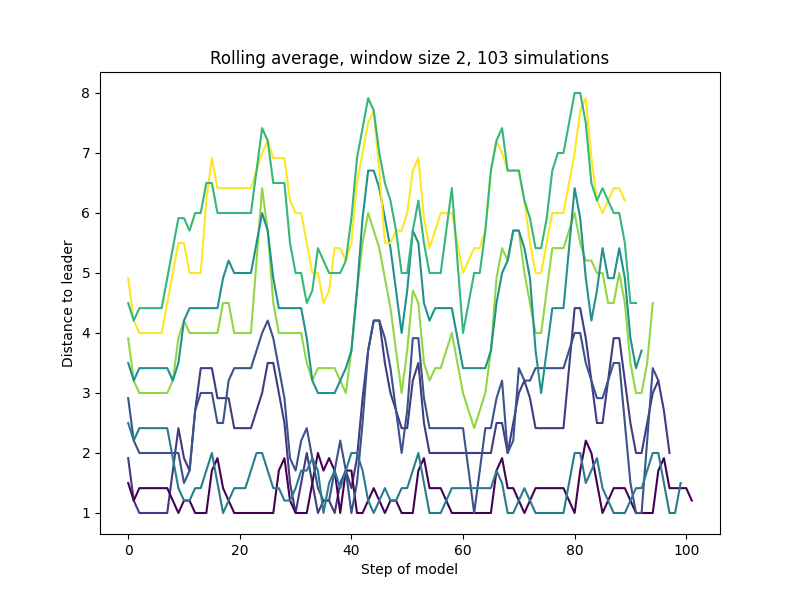 Rolling average, window size 2, 103 simulations
8
7
6
5
4
3
2
1
Distance to leader
0 20 40 60 80 100
Step of model